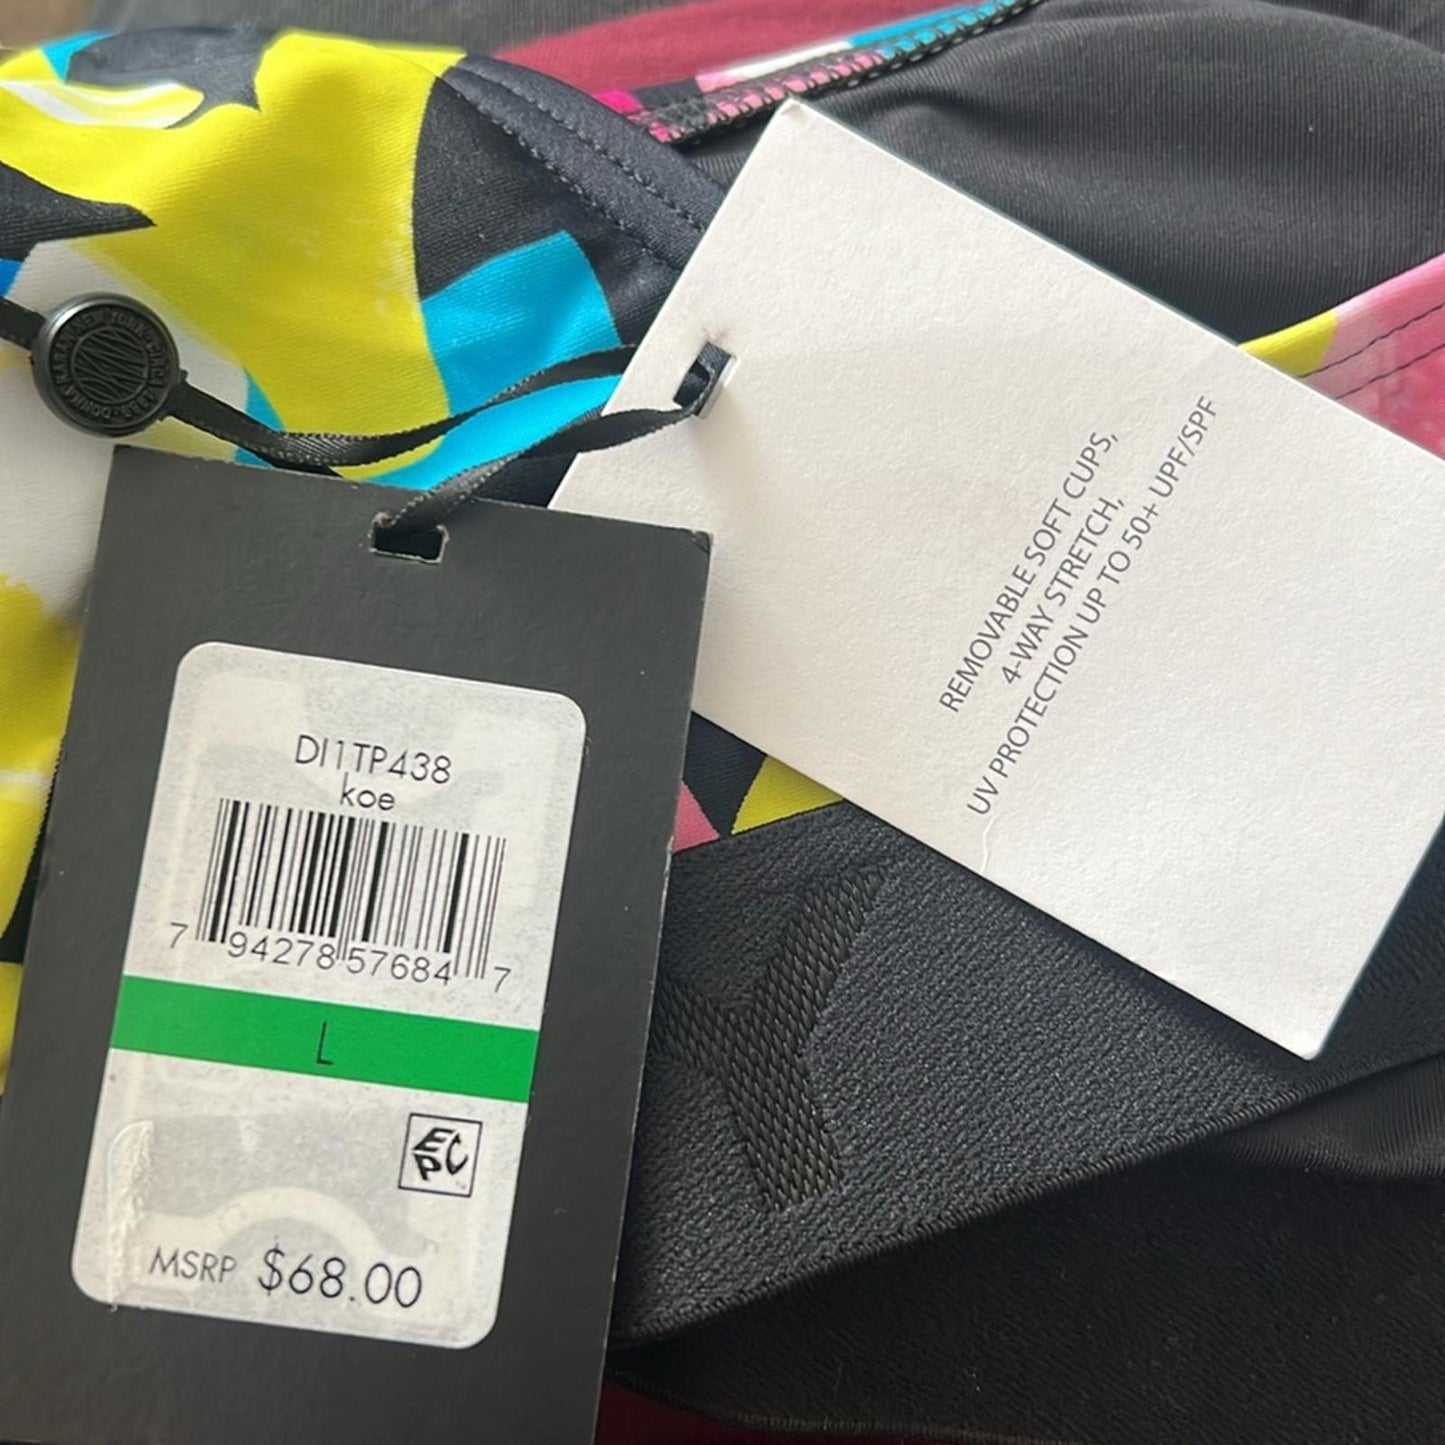 DKNY
DI1TP438
koe
7 94278 57684 7
L
EPC
MSRP $68.00
REMOVABLE SOFT CUPS,
4-WAY STRETCH,
UV PROTECTION UP TO 50+ UPF/SPF